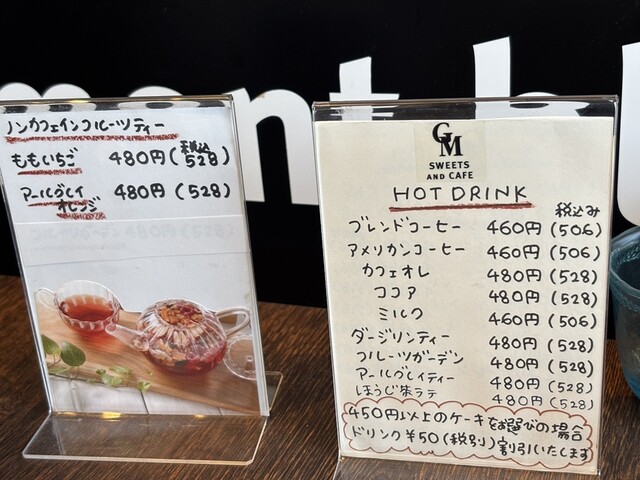 ノンカフェインフルーツティー
ももいちご 480円(税込528)
アールグレイ
オレンジ 480円(528)
GM
SWEETS
AND CAFE
HOT DRINK
税込み
ブレンドコーヒー 460円(506)
アメリカンコーヒー 460円(506)
カフェオレ 480円(528)
ココア 480円(528)
ミルク 460円(506)
ダージリンティー 480円(528)
フルーツガーデン 480円(528)
アールグレイティー 480円(528)
ほうじ茶ラテ 480円(528)
450円以上のケーキをお選びの場合
ドリンク¥50(税別)割引いたします